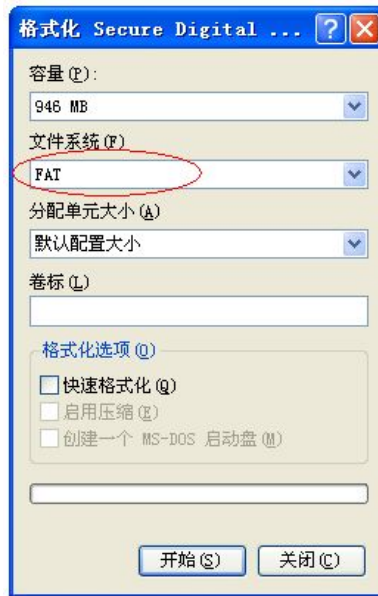 格式化 Secure Digital ...
容量(P):
946 MB
文件系统(F)
FAT
分配单元大小(A)
默认配置大小
卷标(L)
格式化选项(O)
快速格式化(Q)
启用压缩(E)
创建一个 MS-DOS 启动盘(M)
开始(S) 关闭(C)